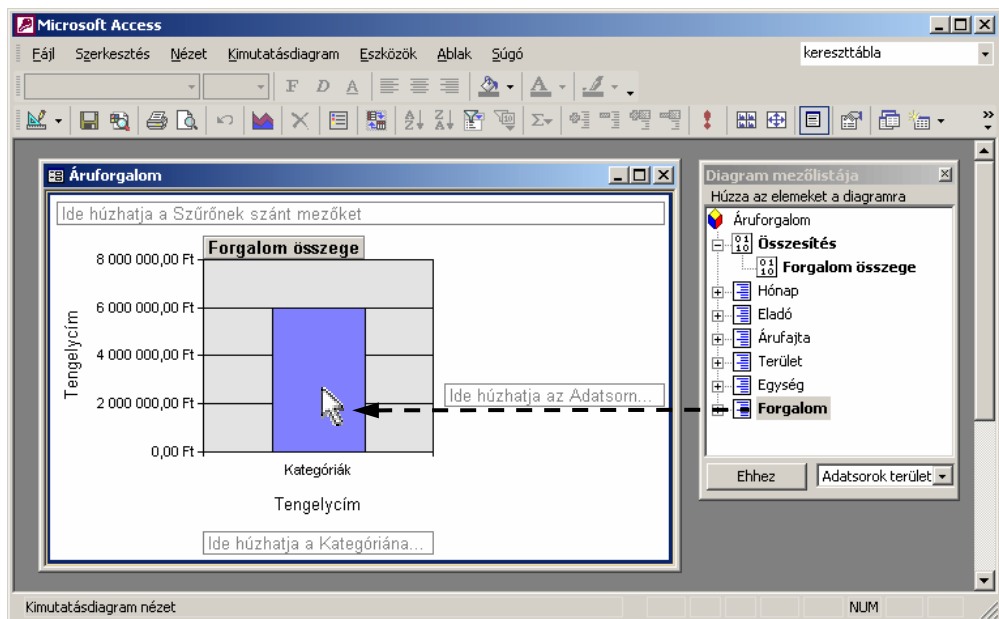 Microsoft Access
Fájl Szerkesztés Nézet Kimutatásdiagram Eszközök Ablak Súgó kereszttábla
F D A A
Áruforgalom
Ide húzhatja a Szűrőnek szánt mezőket
Forgalom összege
8 000 000,00 Ft
6 000 000,00 Ft
4 000 000,00 Ft
2 000 000,00 Ft
0,00 Ft
Tengelycím
Kategóriák
Tengelycím
Ide húzhatja az Adatsorn...
Ide húzhatja a Kategóriána...
Diagram mezőlistája
Húzza az elemeket a diagramra
Áruforgalom
Összesítés
Forgalom összege
Hónap
Eladó
Árufajta
Terület
Egység
Forgalom
Ehhez Adatsorok terület
Kimutatásdiagram nézet NUM